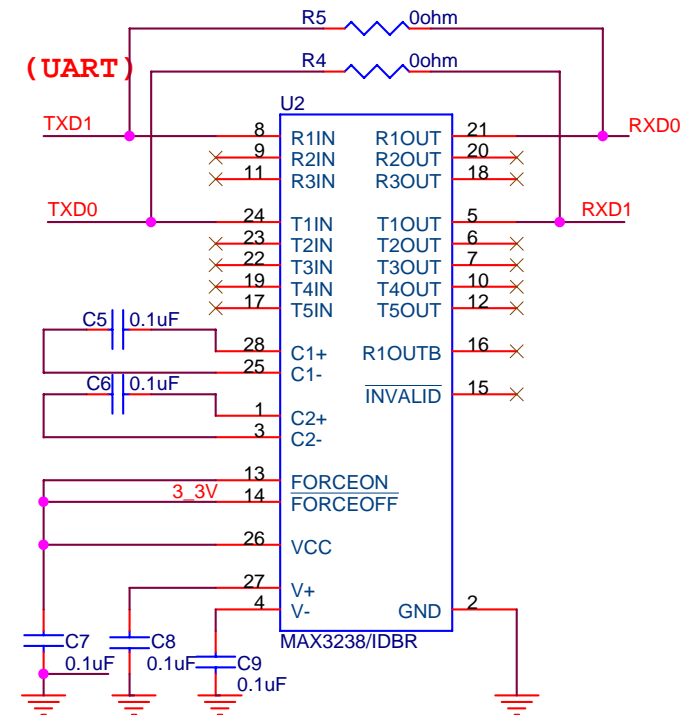 R5 0ohm
(UART)
R4 0ohm
U2
TXD1 8 R1IN R1OUT 21 RXD0
9 R2IN R2OUT 20
11 R3IN R3OUT 18
TXD0 24 T1IN T1OUT 5 RXD1
23 T2IN T2OUT 6
22 T3IN T3OUT 7
19 T4IN T4OUT 10
17 T5IN T5OUT 12
C5 0.1uF
28 C1+ R1OUTB 16
25 C1-
C6 0.1uF
INVALID 15
1 C2+
3 C2-
13 FORCEON
3_3V 14 FORCEOFF
26 VCC
27 V+
4 V- GND 2
MAX3238/IDBR
C7 0.1uF
C8 0.1uF
C9 0.1uF